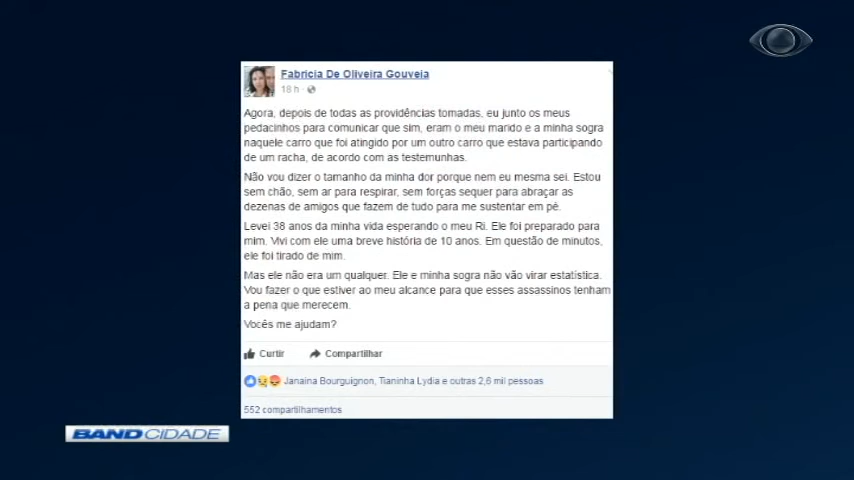 Fabricia De Oliveira Gouveia
18 h ·
Agora, depois de todas as providências tomadas, eu junto os meus
pedacinhos para comunicar que sim, eram o meu marido e a minha sogra
naquele carro que foi atingido por um outro carro que estava participando
de um racha, de acordo com as testemunhas.
Não vou dizer o tamanho da minha dor porque nem eu mesma sei. Estou
sem chão, sem ar para respirar, sem forças sequer para abraçar as
dezenas de amigos que fazem de tudo para me sustentar em pé.
Levei 38 anos da minha vida esperando o meu Ri. Ele foi preparado para
mim. Vivi com ele uma breve história de 10 anos. Em questão de minutos,
ele foi tirado de mim.
Mas ele não era um qualquer. Ele e minha sogra não vão virar estatística.
Vou fazer o que estiver ao meu alcance para que esses assassinos tenham
a pena que merecem.
Vocês me ajudam?
Curtir Compartilhar
Janaina Bourguignon, Tianinha Lydia e outras 2,6 mil pessoas
552 compartilhamentos
BAND CIDADE